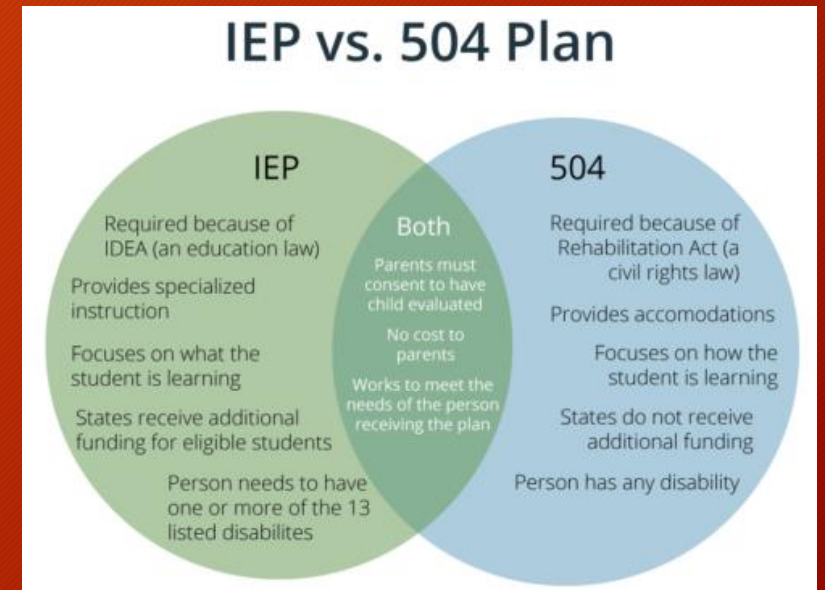 IEP vs. 504 Plan
IEP
Required because of
IDEA (an education law)
Provides specialized
instruction
Focuses on what the
student is learning
States receive additional
funding for eligible students
Person needs to have
one or more of the 13
listed disabilites
Both
Parents must
consent to have
child evaluated
No cost to
parents
Works to meet the
needs of the person
receiving the plan
504
Required because of
Rehabilitation Act (a
civil rights law)
Provides accomodations
Focuses on how the
student is learning
States do not receive
additional funding
Person has any disability